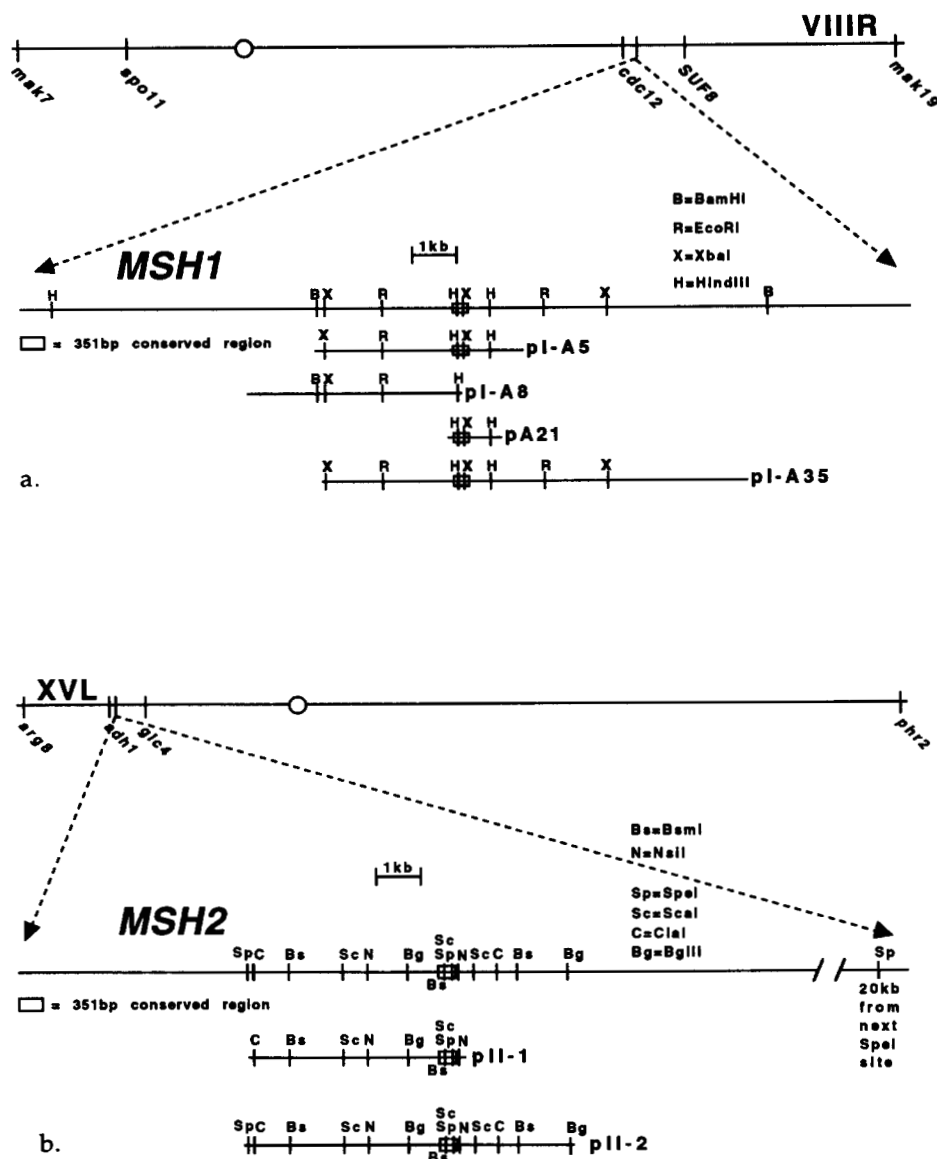 VIIIR
mak7
spo11
cdc12
SUF8
mak19
B=BamHI
R=EcoRI
X=XbaI
H=HindIII
1kb
MSH1
H B X R H X H R X B
▭ = 351bp conserved region
X R H X H pI-A5
B X R H pI-A8
H X H pA21
a.
X R H X H R X pI-A35
XVL
arg8
adh1
glc4
phr2
Bs=BsmI
N=NsiI
Sp=SpeI
Sc=ScaI
C=ClaI
Bg=BglII
1kb
MSH2
Sc
Sp C Bs Sc N Bg Sp N Sc C Bs Bg Sp
Bs
▭ = 351bp conserved region
20kb
from
next
SpeI
site
Sc
C Bs Sc N Bg Sp N pII-1
Bs
Sc
b.
Sp C Bs Sc N Bg Sp N Sc C Bs Bg pII-2
Bs